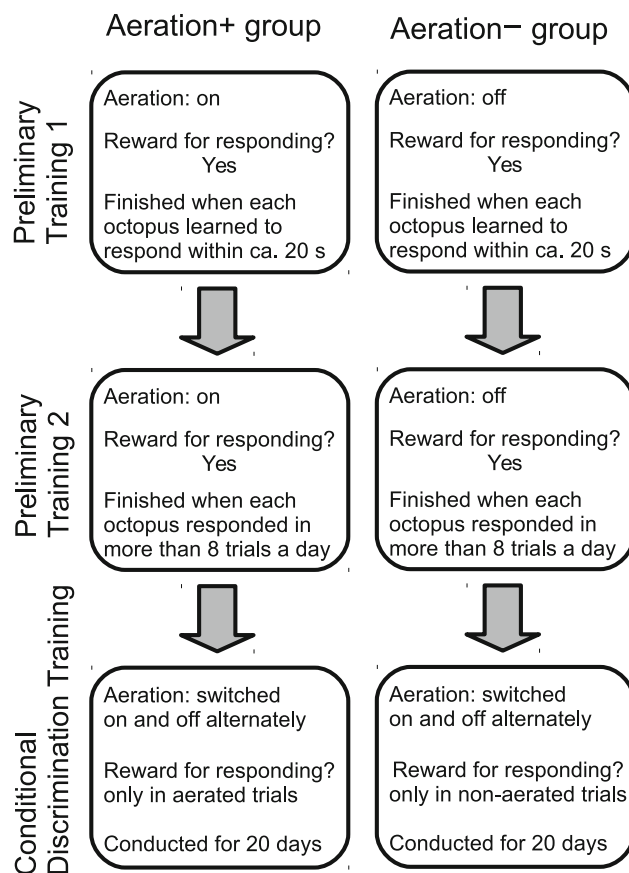 Aeration+ group
Aeration− group
Preliminary
Training 1
Aeration: on
Reward for responding?
Yes
Finished when each
octopus learned to
respond within ca. 20 s
Aeration: off
Reward for responding?
Yes
Finished when each
octopus learned to
respond within ca. 20 s
Preliminary
Training 2
Aeration: on
Reward for responding?
Yes
Finished when each
octopus responded in
more than 8 trials a day
Aeration: off
Reward for responding?
Yes
Finished when each
octopus responded in
more than 8 trials a day
Conditional
Discrimination Training
Aeration: switched
on and off alternately
Reward for responding?
only in aerated trials
Conducted for 20 days
Aeration: switched
on and off alternately
Reward for responding?
only in non-aerated trials
Conducted for 20 days